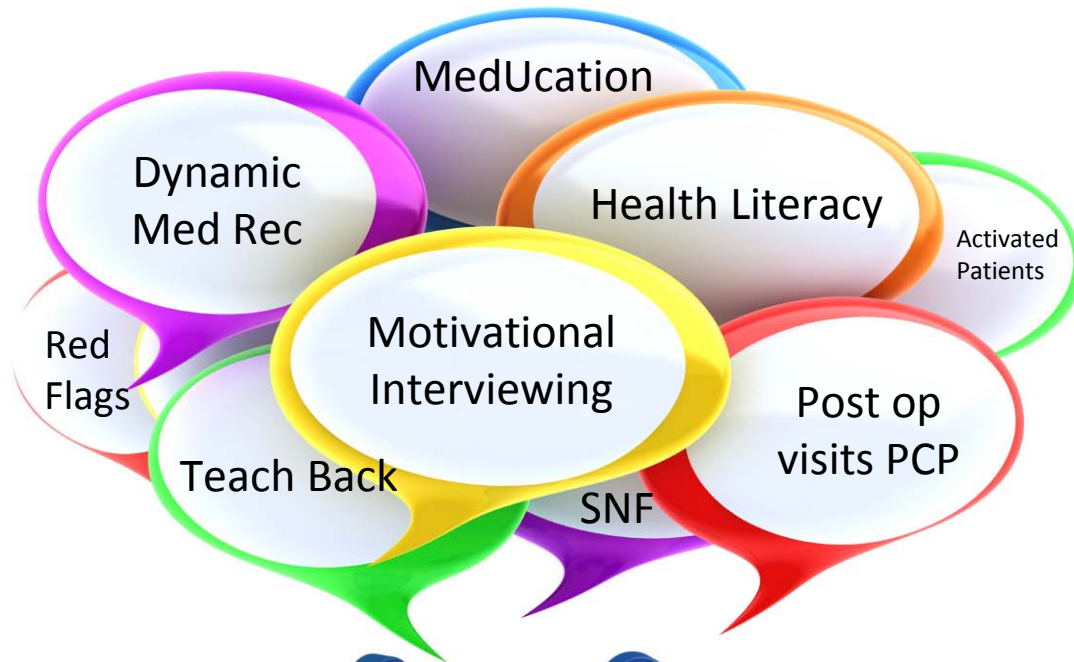 MedUcation
Dynamic
Med Rec
Health Literacy
Activated
Patients
Red
Flags
Motivational
Interviewing
Post op
visits PCP
Teach Back
SNF